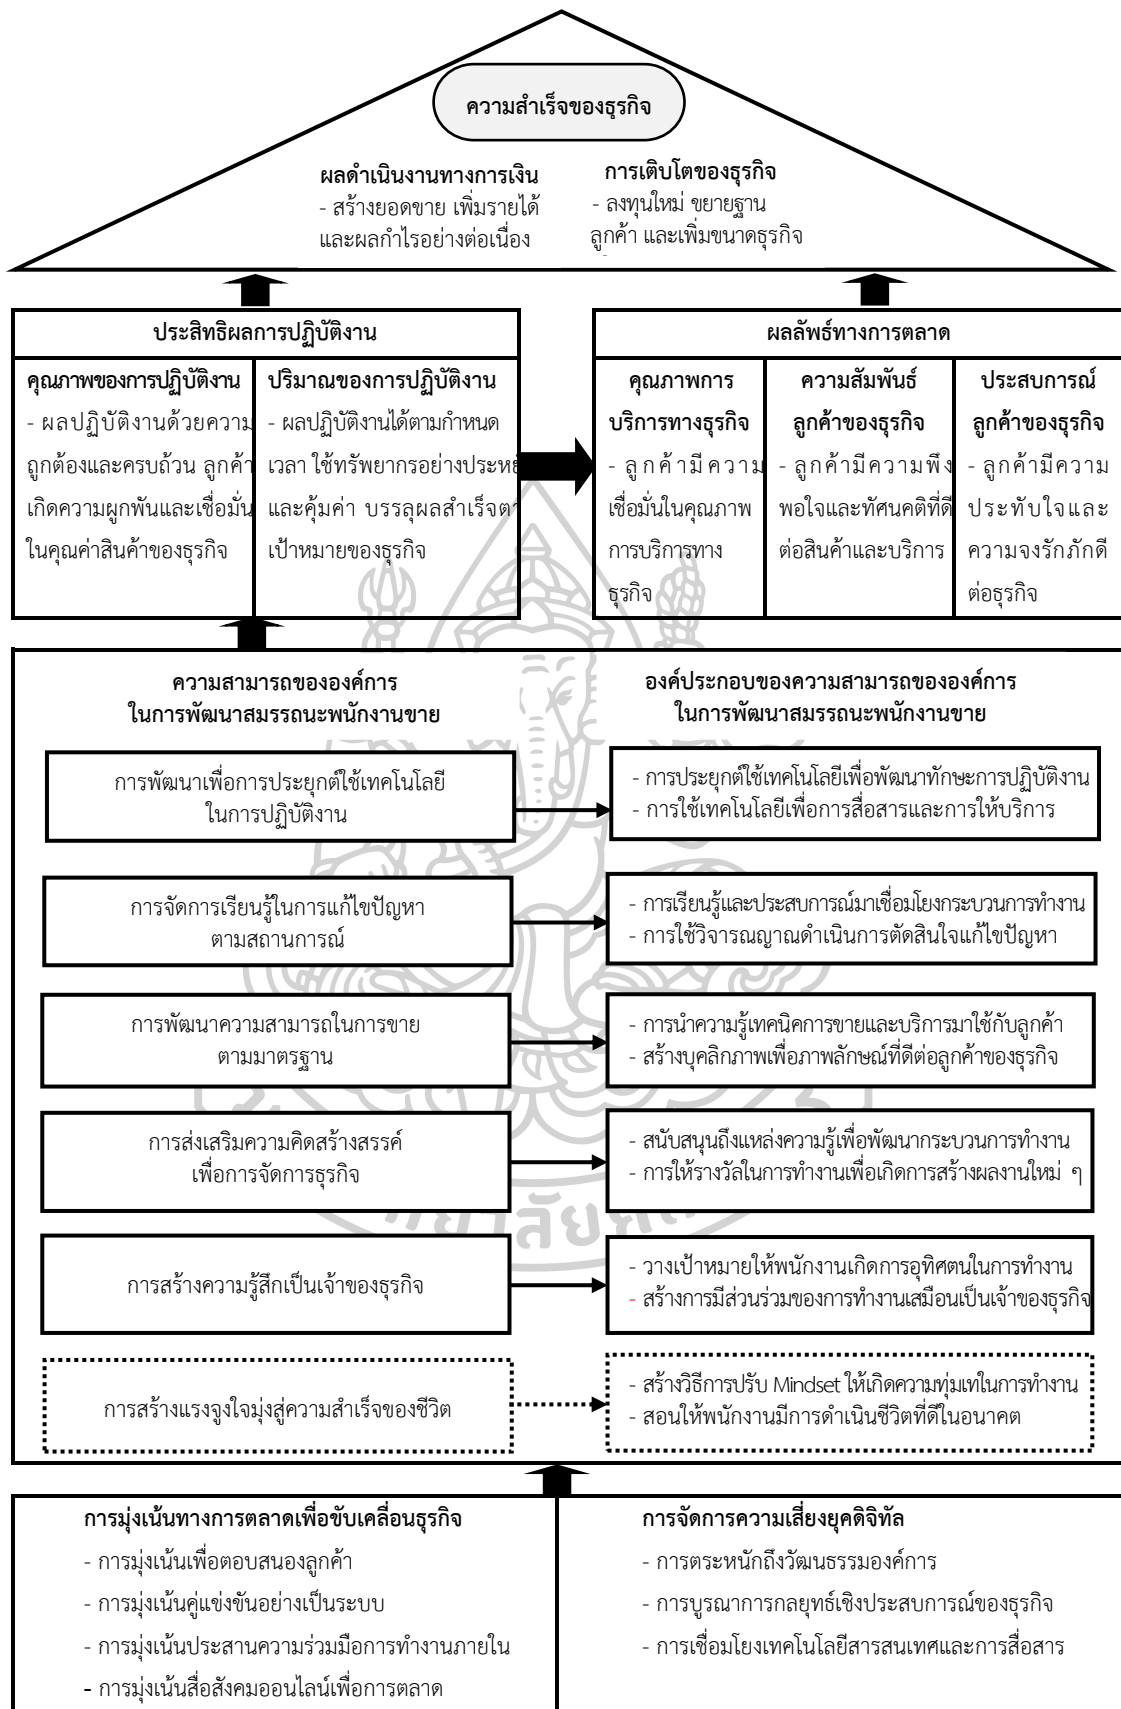 ความสำเร็จของธุรกิจ
ผลดำเนินงานทางการเงิน
- สร้างยอดขาย เพิ่มรายได้
และผลกำไรอย่างต่อเนื่อง
การเติบโตของธุรกิจ
- ลงทุนใหม่ ขยายฐาน
ลูกค้า และเพิ่มขนาดธุรกิจ
ประสิทธิผลการปฏิบัติงาน
คุณภาพของการปฏิบัติงาน
- ผลปฏิบัติงานด้วยความ
ถูกต้องและครบถ้วน ลูกค้า
เกิดความผูกพันและเชื่อมั่น
ในคุณค่าสินค้าของธุรกิจ
ปริมาณของการปฏิบัติงาน
- ผลปฏิบัติงานได้ตามกำหนด
เวลา ใช้ทรัพยากรอย่างประหยั
และคุ้มค่า บรรลุผลสำเร็จตา
เป้าหมายของธุรกิจ
ผลลัพธ์ทางการตลาด
คุณภาพการ
บริการทางธุรกิจ
- ลูกค้ามีความ
เชื่อมั่นในคุณภาพ
การบริการทาง
ธุรกิจ
ความสัมพันธ์
ลูกค้าของธุรกิจ
- ลูกค้ามีความพึง
พอใจและทัศนคติที่ดี
ต่อสินค้าและบริการ
ประสบการณ์
ลูกค้าของธุรกิจ
- ลูกค้ามีความ
ประทับใจและ
ความจงรักภักดี
ต่อธุรกิจ
ความสามารถขององค์การ
ในการพัฒนาสมรรถนะพนักงานขาย
องค์ประกอบของความสามารถขององค์การ
ในการพัฒนาสมรรถนะพนักงานขาย
การพัฒนาเพื่อการประยุกต์ใช้เทคโนโลยี
ในการปฏิบัติงาน
- การประยุกต์ใช้เทคโนโลยีเพื่อพัฒนาทักษะการปฏิบัติงาน
- การใช้เทคโนโลยีเพื่อการสื่อสารและการให้บริการ
การจัดการเรียนรู้ในการแก้ไขปัญหา
ตามสถานการณ์
- การเรียนรู้และประสบการณ์มาเชื่อมโยงกระบวนการทำงาน
- การใช้วิจารณญาณดำเนินการตัดสินใจแก้ไขปัญหา
การพัฒนาความสามารถในการขาย
ตามมาตรฐาน
- การนำความรู้เทคนิคการขายและบริการมาใช้กับลูกค้า
- สร้างบุคลิกภาพเพื่อภาพลักษณ์ที่ดีต่อลูกค้าของธุรกิจ
การส่งเสริมความคิดสร้างสรรค์
เพื่อการจัดการธุรกิจ
- สนับสนุนถึงแหล่งความรู้เพื่อพัฒนากระบวนการทำงาน
- การให้รางวัลในการทำงานเพื่อเกิดการสร้างผลงานใหม่ ๆ
การสร้างความรู้สึกเป็นเจ้าของธุรกิจ
- วางเป้าหมายให้พนักงานเกิดการอุทิศตนในการทำงาน
- สร้างการมีส่วนร่วมของการทำงานเสมือนเป็นเจ้าของธุรกิจ
การสร้างแรงจูงใจมุ่งสู่ความสำเร็จของชีวิต
- สร้างวิธีการปรับ Mindset ให้เกิดความทุ่มเทในการทำงาน
- สอนให้พนักงานมีการดำเนินชีวิตที่ดีในอนาคต
การมุ่งเน้นทางการตลาดเพื่อขับเคลื่อนธุรกิจ
- การมุ่งเน้นเพื่อตอบสนองลูกค้า
- การมุ่งเน้นคู่แข่งขันอย่างเป็นระบบ
- การมุ่งเน้นประสานความร่วมมือการทำงานภายใน
- การมุ่งเน้นสื่อสังคมออนไลน์เพื่อการตลาด
การจัดการความเสี่ยงยุคดิจิทัล
- การตระหนักถึงวัฒนธรรมองค์การ
- การบูรณาการกลยุทธ์เชิงประสบการณ์ของธุรกิจ
- การเชื่อมโยงเทคโนโลยีสารสนเทศและการสื่อสาร